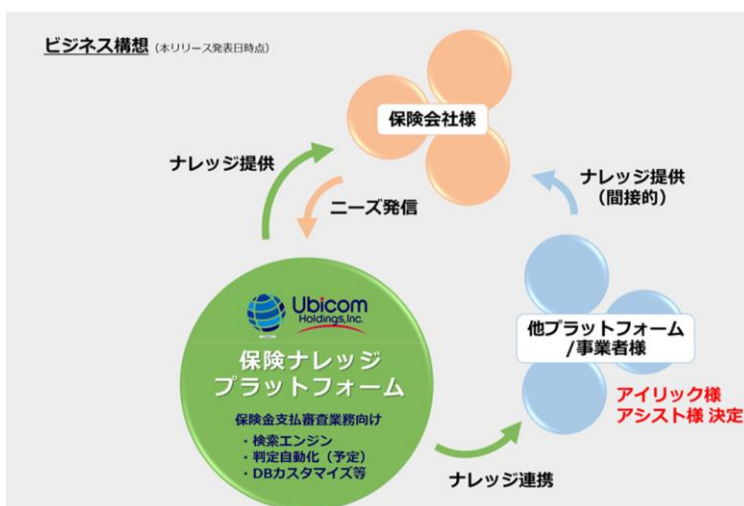 ビジネス構想（本リリース発表日時点）
保険会社様
ナレッジ提供
ニーズ発信
ナレッジ提供
（間接的）
Ubicom
Holdings,Inc.
保険ナレッジ
プラットフォーム
保険金支払審査業務向け
・検索エンジン
・判定自動化（予定）
・DBカスタマイズ等
他プラットフォーム
/事業者様
アイリック様
アシスト様 決定
ナレッジ連携